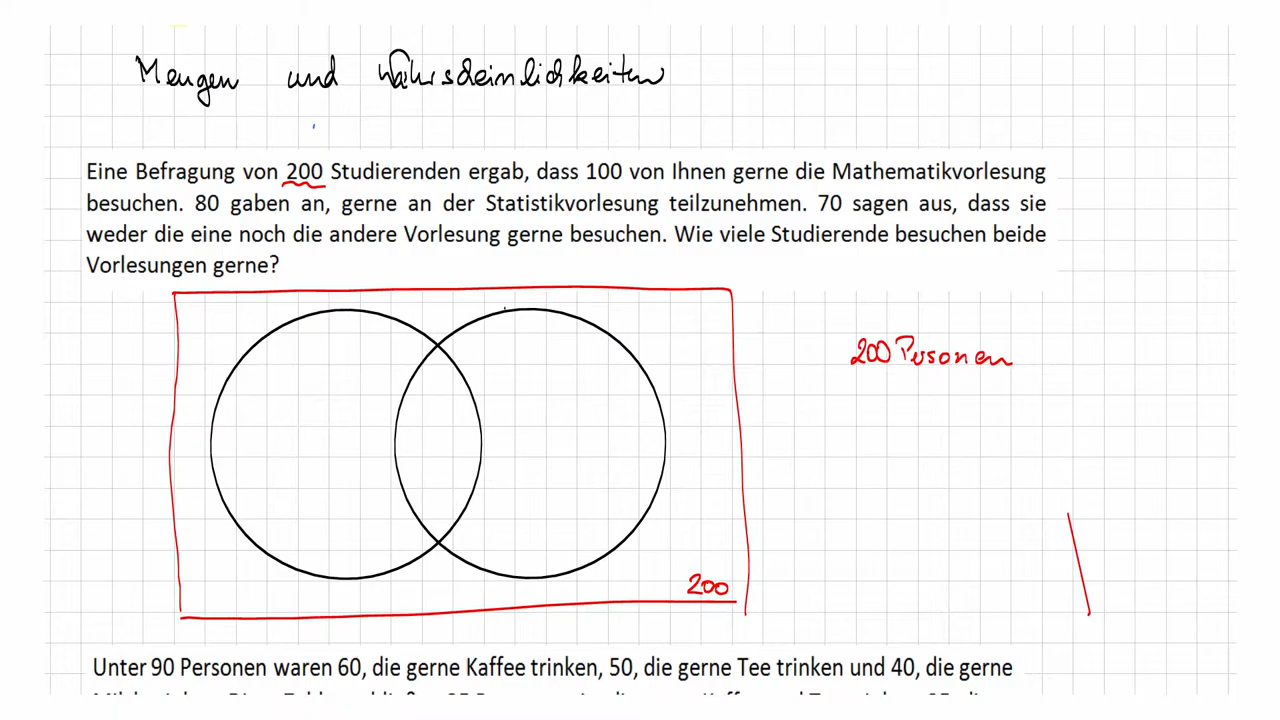 Mengen und Wahrscheinlichkeiten
Eine Befragung von 200 Studierenden ergab, dass 100 von Ihnen gerne die Mathematikvorlesung
besuchen. 80 gaben an, gerne an der Statistikvorlesung teilzunehmen. 70 sagen aus, dass sie
weder die eine noch die andere Vorlesung gerne besuchen. Wie viele Studierende besuchen beide
Vorlesungen gerne?
200 Personen
200
Unter 90 Personen waren 60, die gerne Kaffee trinken, 50, die gerne Tee trinken und 40, die gerne